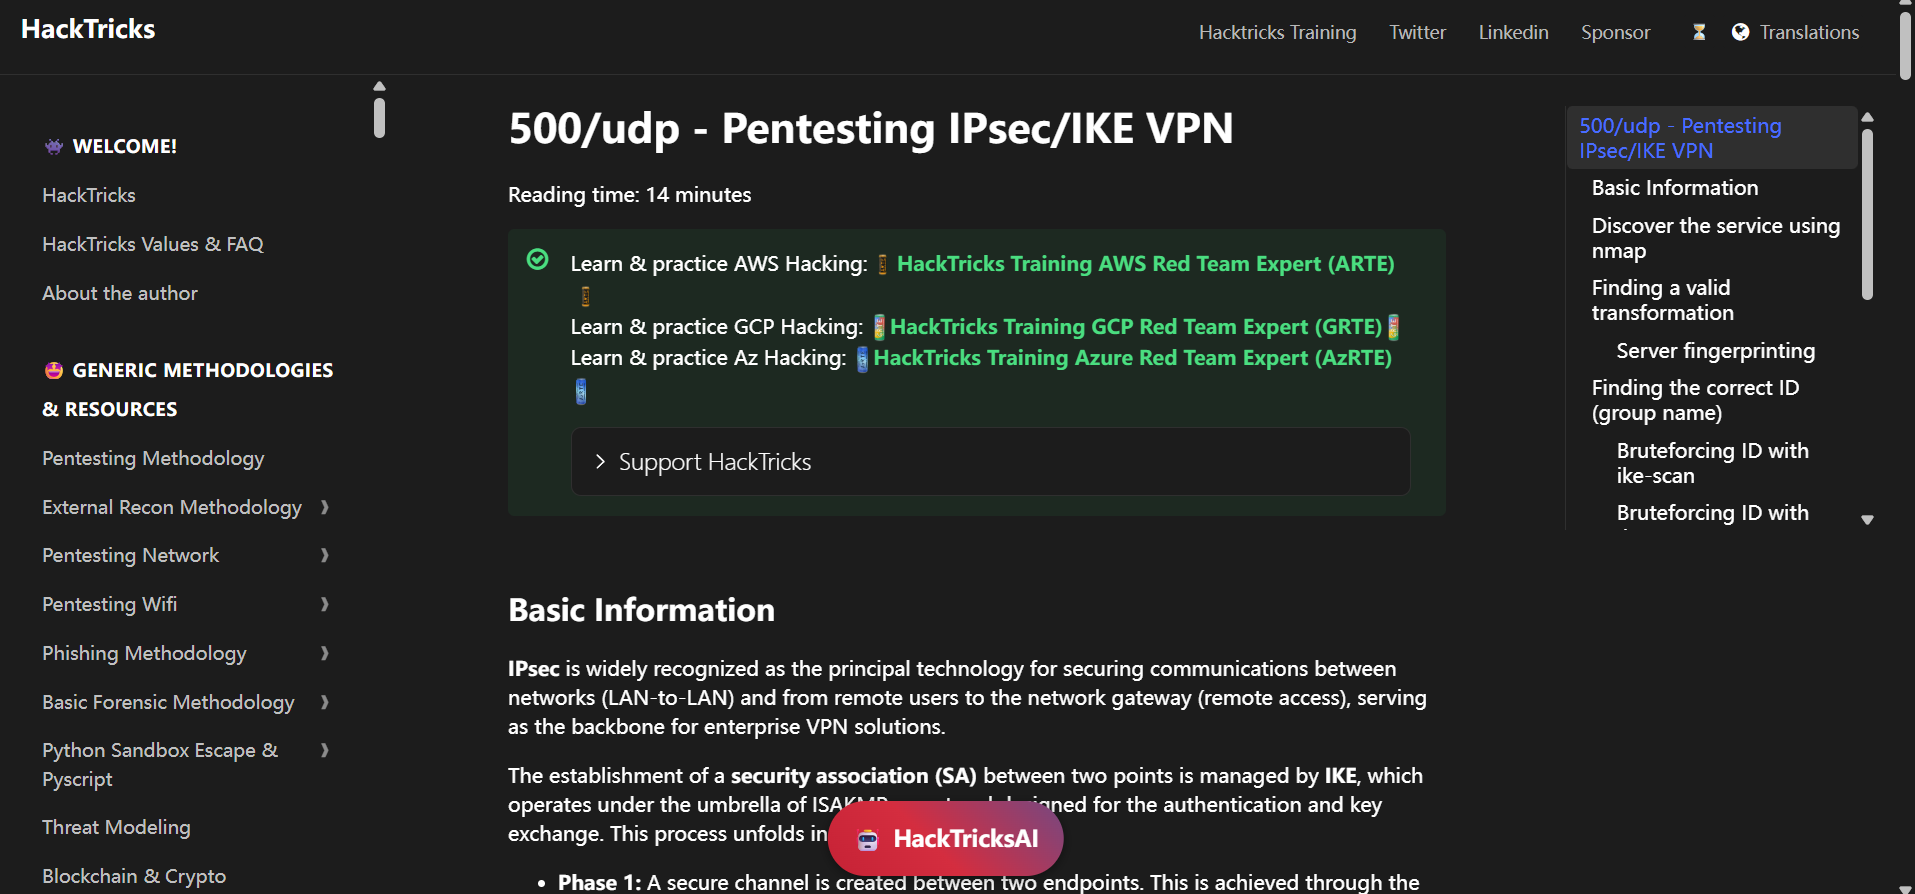 HackTricks
Hacktricks Training
Twitter
Linkedin
Sponsor
Translations
WELCOME!
HackTricks
HackTricks Values & FAQ
About the author
GENERIC METHODOLOGIES
& RESOURCES
Pentesting Methodology
External Recon Methodology
Pentesting Network
Pentesting Wifi
Phishing Methodology
Basic Forensic Methodology
Python Sandbox Escape &
Pyscript
Threat Modeling
Blockchain & Crypto
500/udp - Pentesting IPsec/IKE VPN
Reading time: 14 minutes
Learn & practice AWS Hacking: HackTricks Training AWS Red Team Expert (ARTE)
Learn & practice GCP Hacking: HackTricks Training GCP Red Team Expert (GRTE)
Learn & practice Az Hacking: HackTricks Training Azure Red Team Expert (AzRTE)
Support HackTricks
Basic Information
IPsec is widely recognized as the principal technology for securing communications between
networks (LAN-to-LAN) and from remote users to the network gateway (remote access), serving
as the backbone for enterprise VPN solutions.
The establishment of a security association (SA) between two points is managed by IKE, which
operates under the umbrella of for the authentication and key
exchange. This process unfolds in
HackTricksAI
Phase 1: A secure channel is created between two endpoints. This is achieved through the
500/udp - Pentesting
IPsec/IKE VPN
Basic Information
Discover the service using
nmap
Finding a valid
transformation
Server fingerprinting
Finding the correct ID
(group name)
Bruteforcing ID with
ike-scan
Bruteforcing ID with